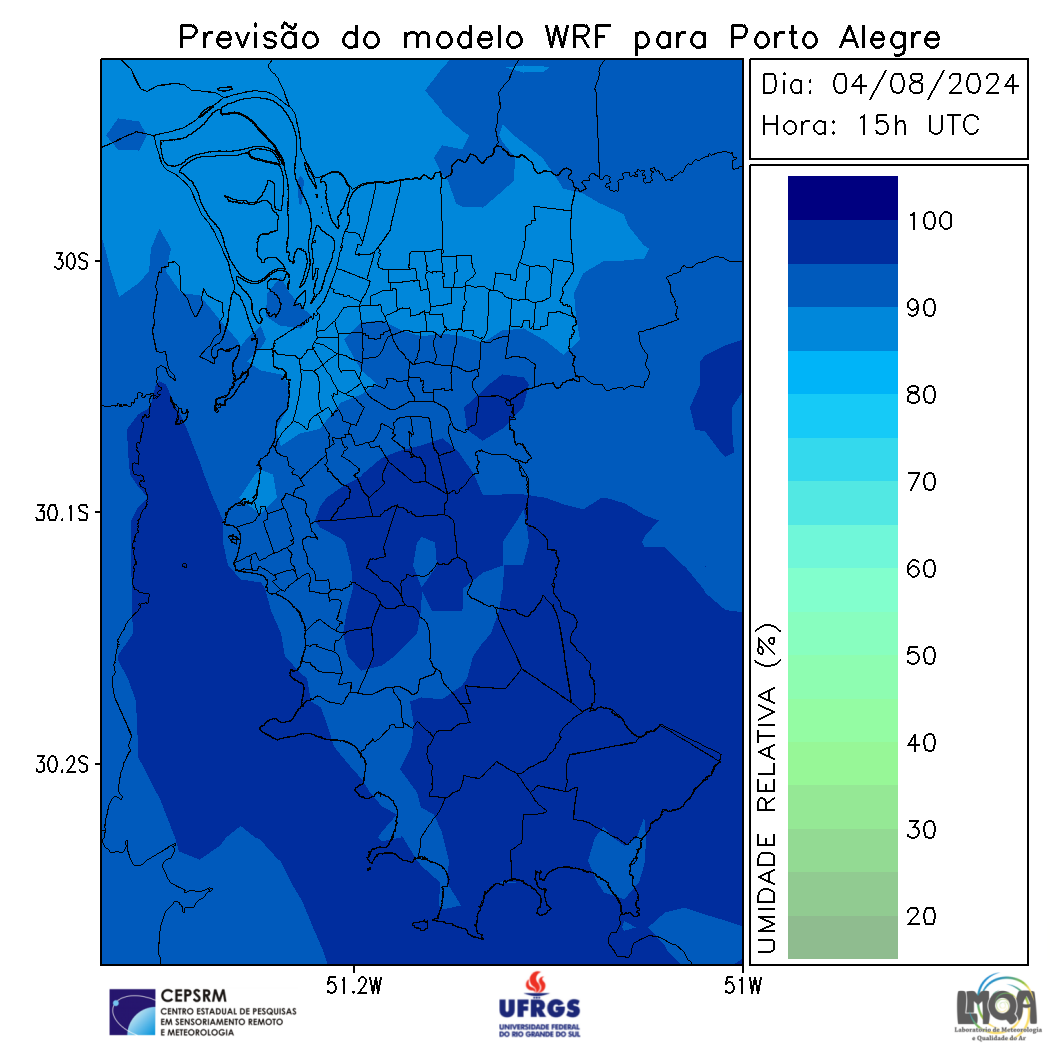 Previsão do modelo WRF para Porto Alegre
Dia: 04/08/2024
Hora: 15h UTC
100
90
80
70
60
50
40
30
20
UMIDADE RELATIVA (%)
30S
30.1S
30.2S
51.2W
51W
CEPSRM
CENTRO ESTADUAL DE PESQUISAS
EM SENSORIAMENTO REMOTO
E METEOROLOGIA
UFRGS
UNIVERSIDADE FEDERAL
DO RIO GRANDE DO SUL
LMQA
Laboratório de Meteorologia
e Qualidade do Ar